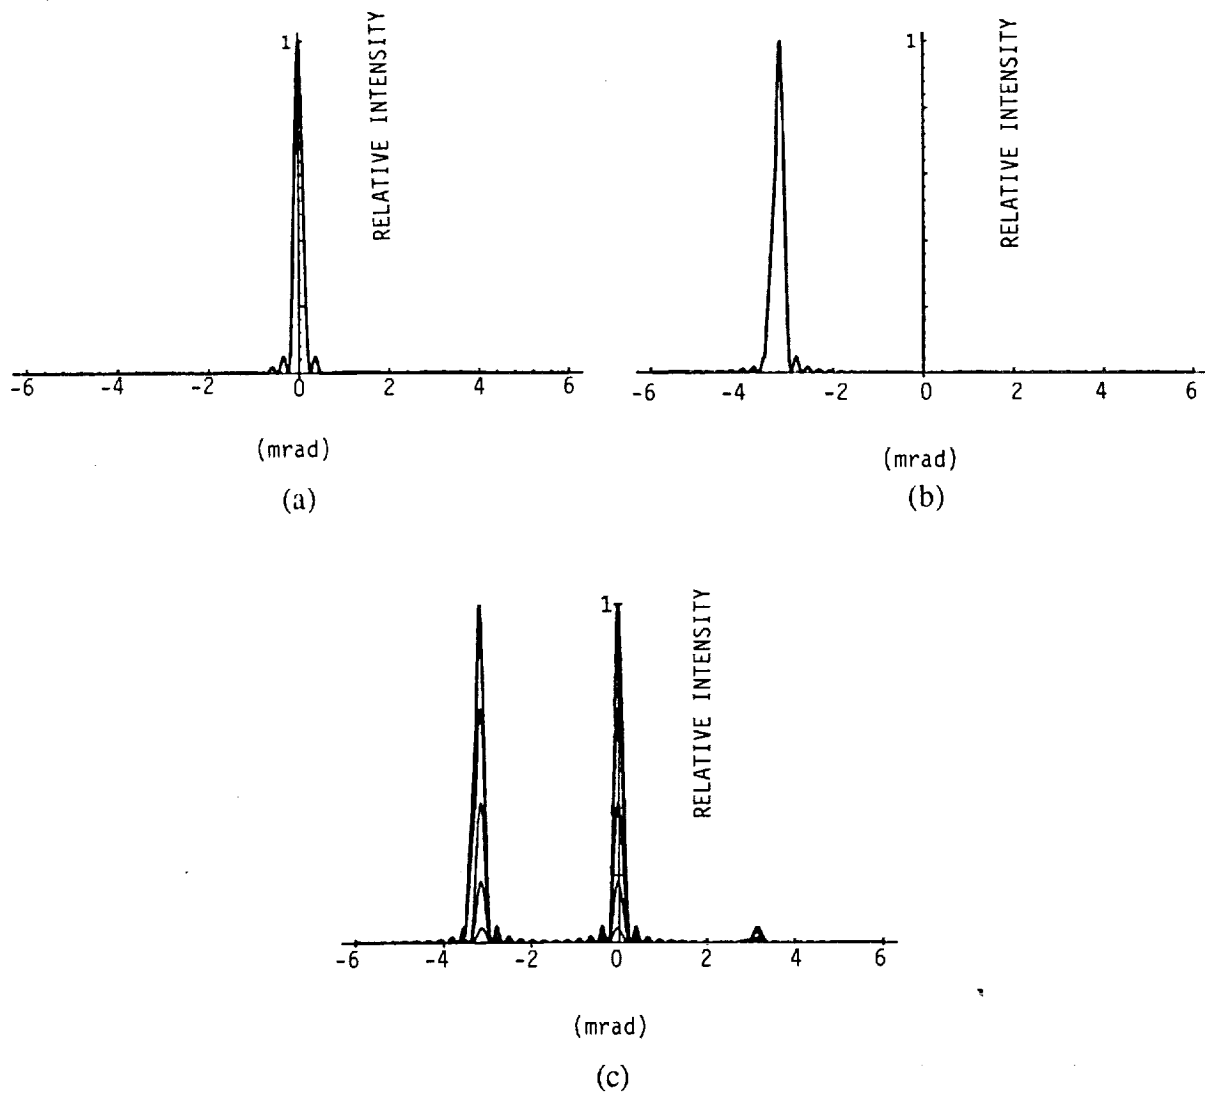 1
RELATIVE INTENSITY
-6 -4 -2 0 2 4 6
(mrad)
(a)
1
RELATIVE INTENSITY
-6 -4 -2 0 2 4 6
(mrad)
(b)
1
RELATIVE INTENSITY
-6 -4 -2 0 2 4 6
(mrad)
(c)